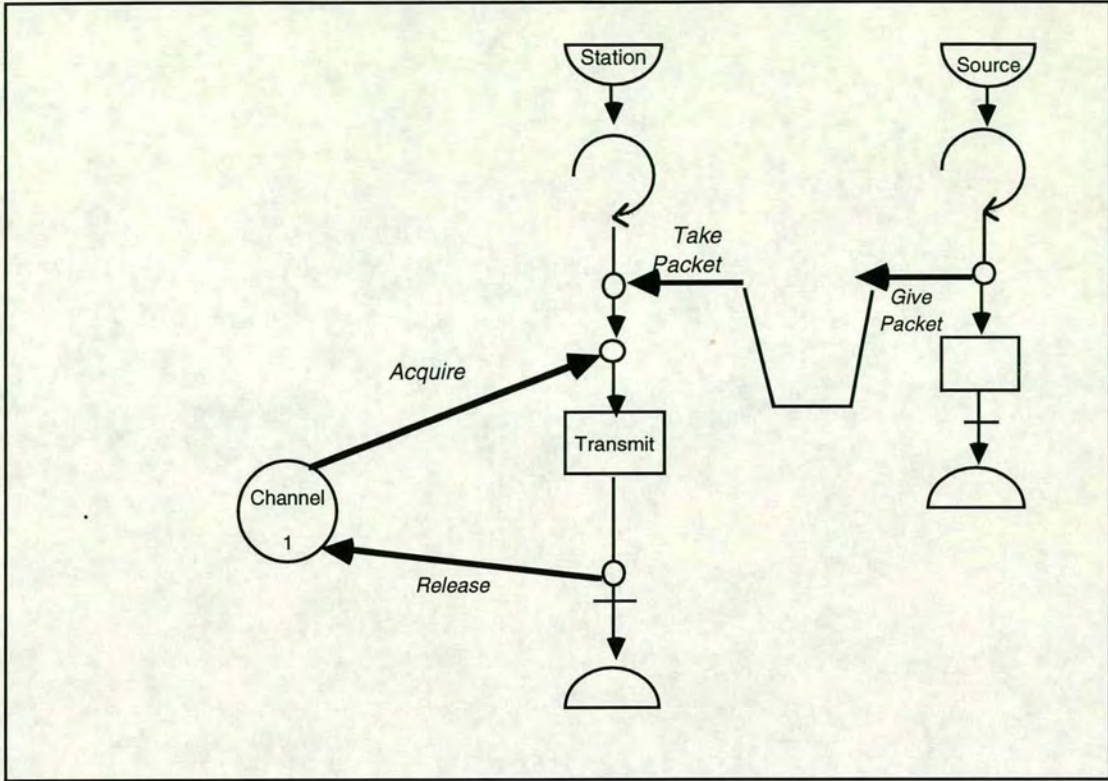 Station
Source
Take
Packet
Give
Packet
Acquire
Transmit
Channel
1
Release